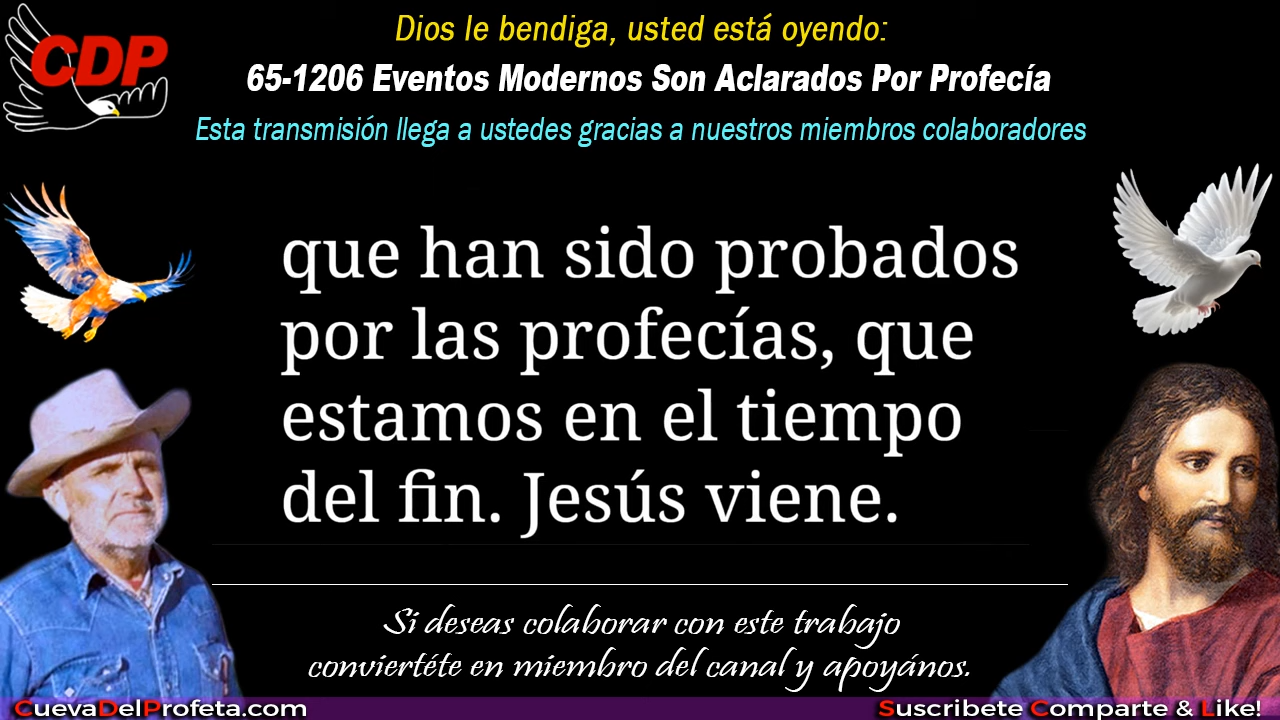 CDP
Dios le bendiga, usted está oyendo:
65-1206 Eventos Modernos Son Aclarados Por Profecía
Esta transmisión llega a ustedes gracias a nuestros miembros colaboradores
que han sido probados
por las profecías, que
estamos en el tiempo
del fin. Jesús viene.
Si deseas colaborar con este trabajo
conviertéte en miembro del canal y apoyános.
CuevaDelProfeta.com
Suscribete Comparte & Like!